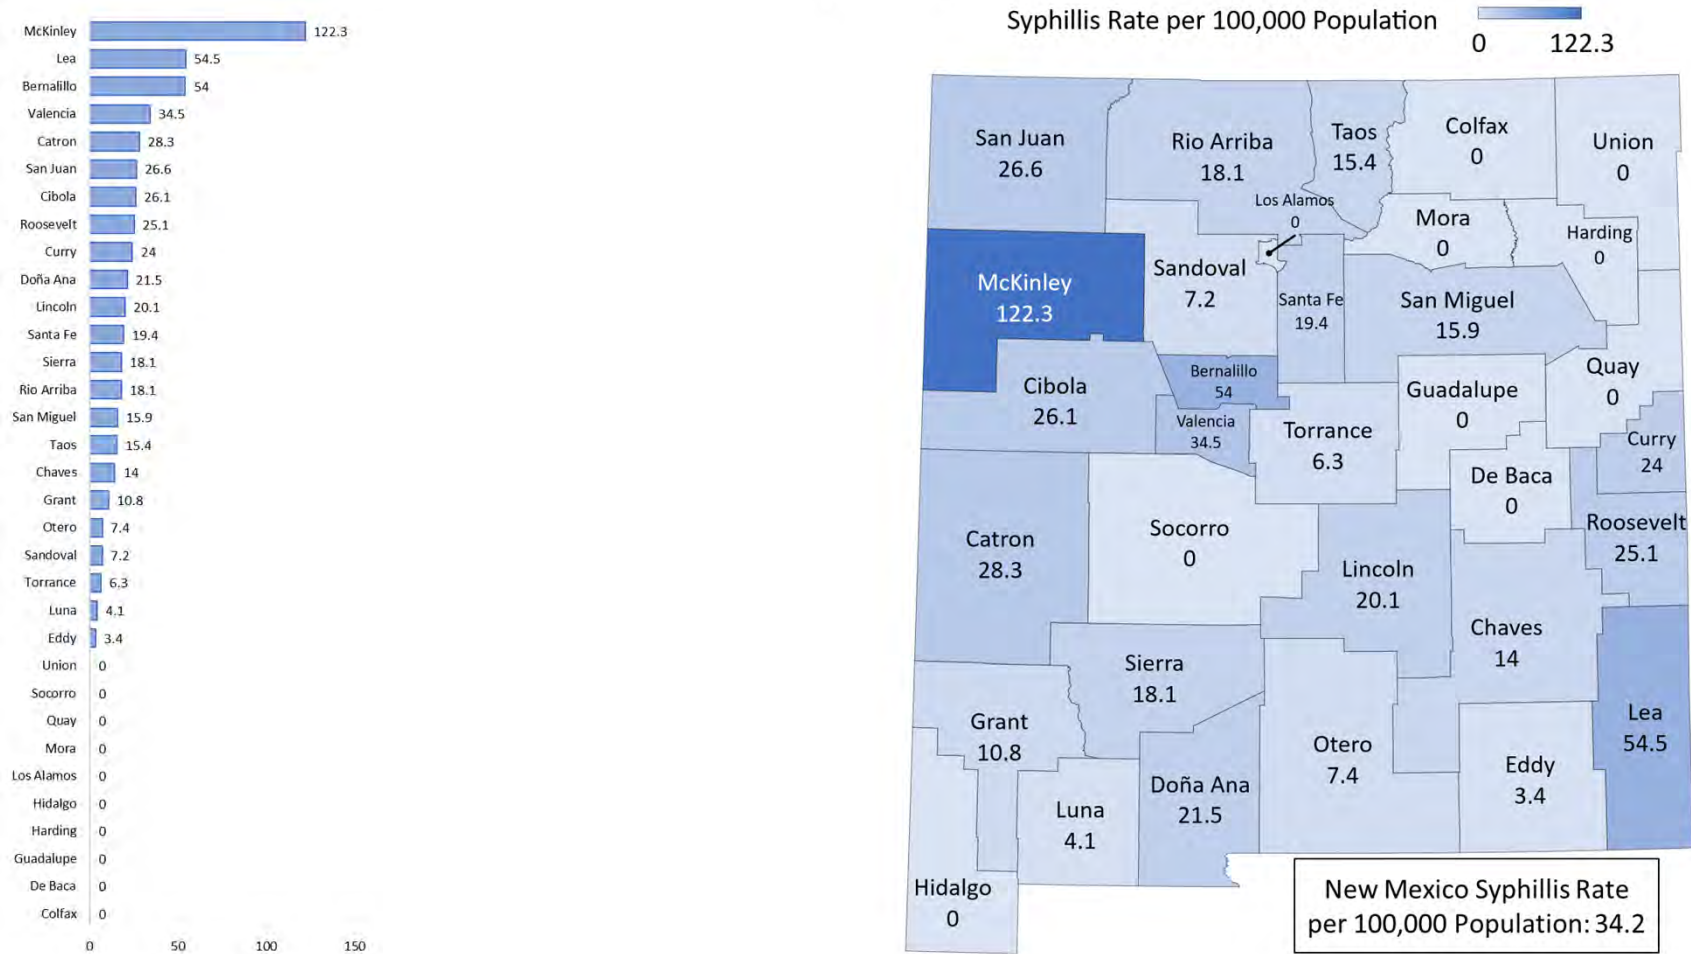 McKinley 122.3
Lea 54.5
Bernalillo 54
Valencia 34.5
Catron 28.3
San Juan 26.6
Cibola 26.1
Roosevelt 25.1
Curry 24
Doña Ana 21.5
Lincoln 20.1
Santa Fe 19.4
Sierra 18.1
Rio Arriba 18.1
San Miguel 15.9
Taos 15.4
Chaves 14
Grant 10.8
Otero 7.4
Sandoval 7.2
Torrance 6.3
Luna 4.1
Eddy 3.4
Union 0
Socorro 0
Quay 0
Mora 0
Los Alamos 0
Hidalgo 0
Harding 0
Guadalupe 0
De Baca 0
Colfax 0
0 50 100 150
Syphillis Rate per 100,000 Population
0 122.3
San Juan
26.6
Rio Arriba
18.1
Taos
15.4
Colfax
0
Union
0
Los Alamos
0
Mora
0
Harding
0
McKinley
122.3
Sandoval
7.2
Santa Fe
19.4
San Miguel
15.9
Quay
0
Cibola
26.1
Bernalillo
54
Valencia
34.5
Torrance
6.3
Guadalupe
0
Curry
24
De Baca
0
Roosevelt
25.1
Catron
28.3
Socorro
0
Lincoln
20.1
Chaves
14
Sierra
18.1
Grant
10.8
Lea
54.5
Otero
7.4
Eddy
3.4
Doña Ana
21.5
Luna
4.1
Hidalgo
0
New Mexico Syphillis Rate
per 100,000 Population: 34.2